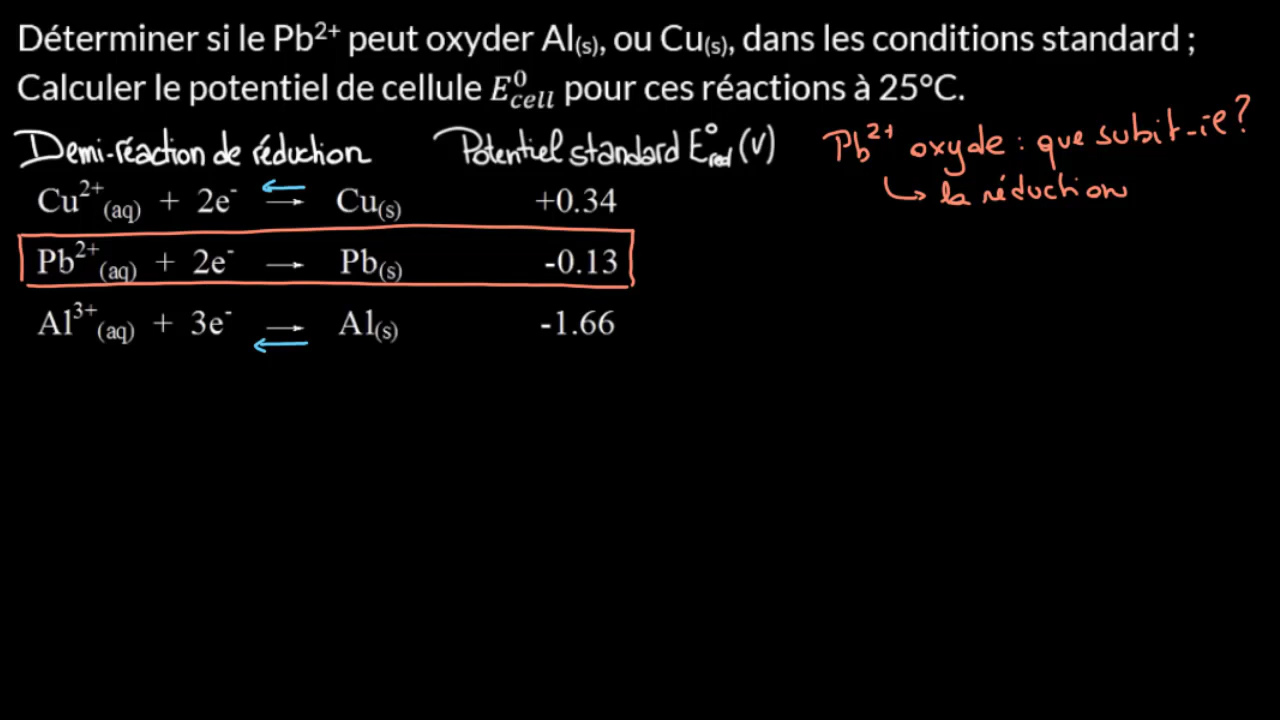 Déterminer si le Pb²⁺ peut oxyder Al₍ₛ₎, ou Cu₍ₛ₎, dans les conditions standard ;
Calculer le potentiel de cellule E⁰cell pour ces réactions à 25°C.
Demi-réaction de réduction Potentiel standard E°red (V)
Pb²⁺ oxyde : que subit-il ?
↳ la réduction
Cu²⁺(aq) + 2e⁻ → Cu(s) +0.34
Pb²⁺(aq) + 2e⁻ → Pb(s) -0.13
Al³⁺(aq) + 3e⁻ → Al(s) -1.66